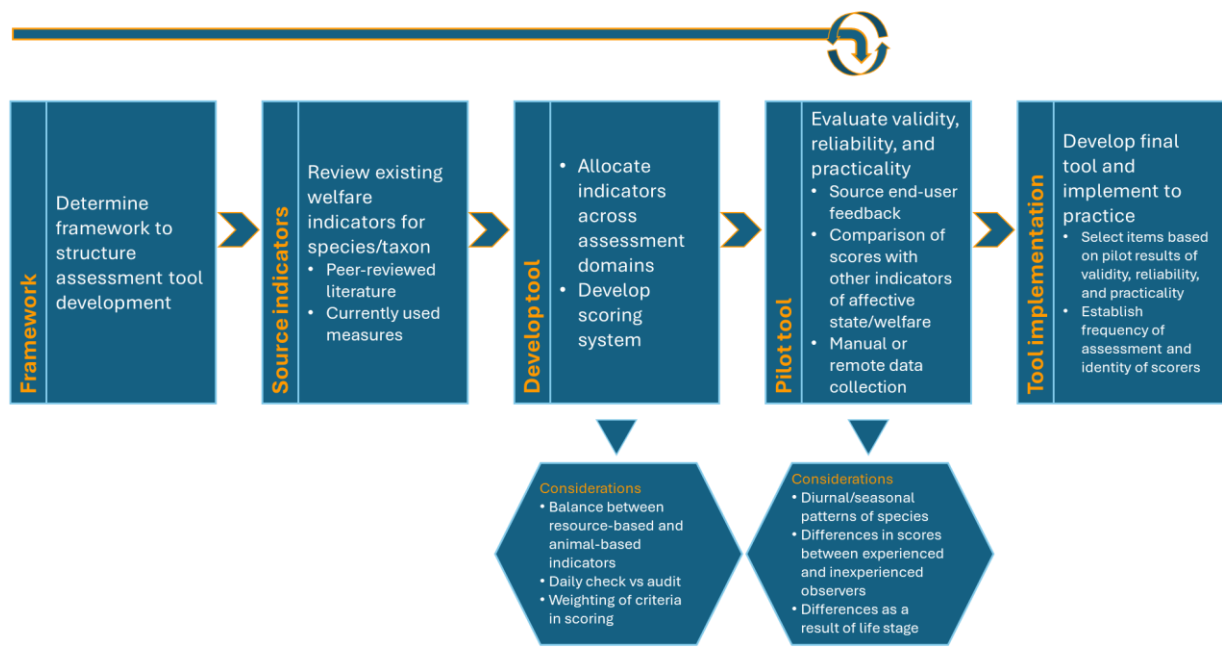 Framework
Determine
framework to
structure
assessment tool
development
Source indicators
Review existing
welfare
indicators for
species/taxon
• Peer-reviewed
literature
• Currently used
measures
Develop tool
• Allocate
indicators
across
assessment
domains
• Develop
scoring
system
Pilot tool
Evaluate validity,
reliability, and
practicality
• Source end-user
feedback
• Comparison of
scores with
other indicators
of affective
state/welfare
• Manual or
remote data
collection
Tool implementation
Develop final
tool and
implement to
practice
• Select items based
on pilot results of
validity, reliability,
and practicality
• Establish
frequency of
assessment and
identity of scorers
Considerations
• Balance between
resource-based and
animal-based
indicators
• Daily check vs audit
• Weighting of criteria
in scoring
Considerations
• Diurnal/seasonal
patterns of species
• Differences in scores
between experienced
and inexperienced
observers
• Differences as a
result of life stage